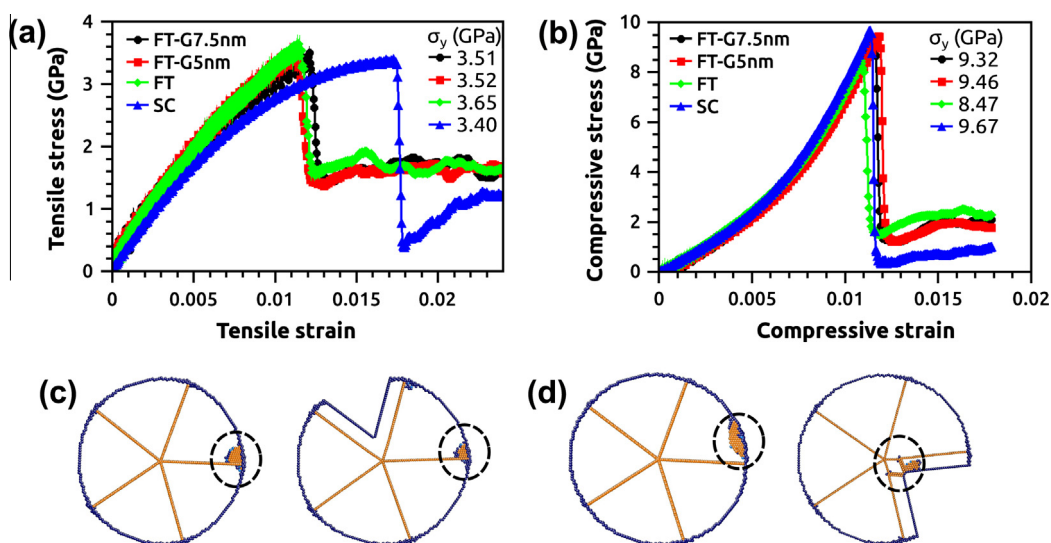 (a)
Tensile stress (GPa)
4
3
2
1
0
FT-G7.5nm
FT-G5nm
FT
SC
σy (GPa)
3.51
3.52
3.65
3.40
0 0.005 0.01 0.015 0.02
Tensile strain
(b)
Compressive stress (GPa)
10
8
6
4
2
0
FT-G7.5nm
FT-G5nm
FT
SC
σy (GPa)
9.32
9.46
8.47
9.67
0 0.005 0.01 0.015 0.02
Compressive strain
(c)
(d)